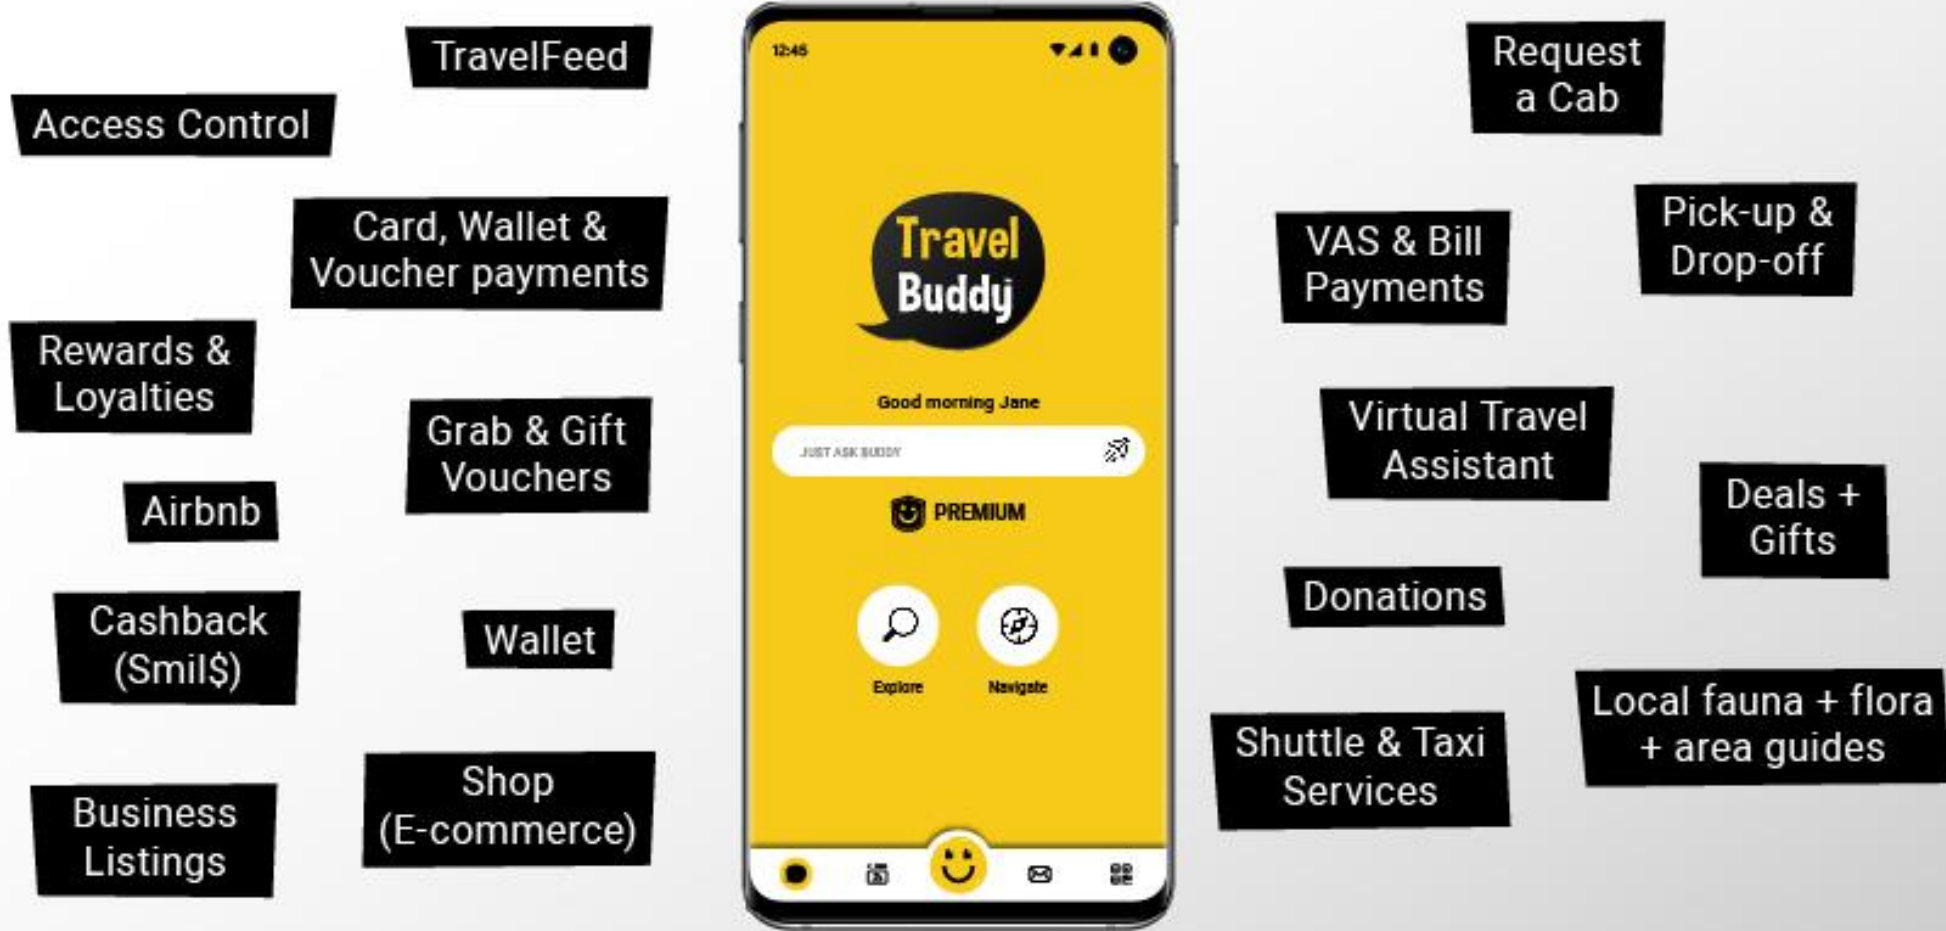 TravelFeed
Access Control
Card, Wallet &
Voucher payments
Rewards &
Loyalties
Grab & Gift
Vouchers
Airbnb
Cashback
(Smil$)
Wallet
Business
Listings
Shop
(E-commerce)
12:45
Travel
Buddy
Good morning Jane
JUST ASK BUDDY
PREMIUM
Explore
Navigate
Request
a Cab
Pick-up &
Drop-off
VAS & Bill
Payments
Virtual Travel
Assistant
Deals +
Gifts
Donations
Local fauna + flora
+ area guides
Shuttle & Taxi
Services